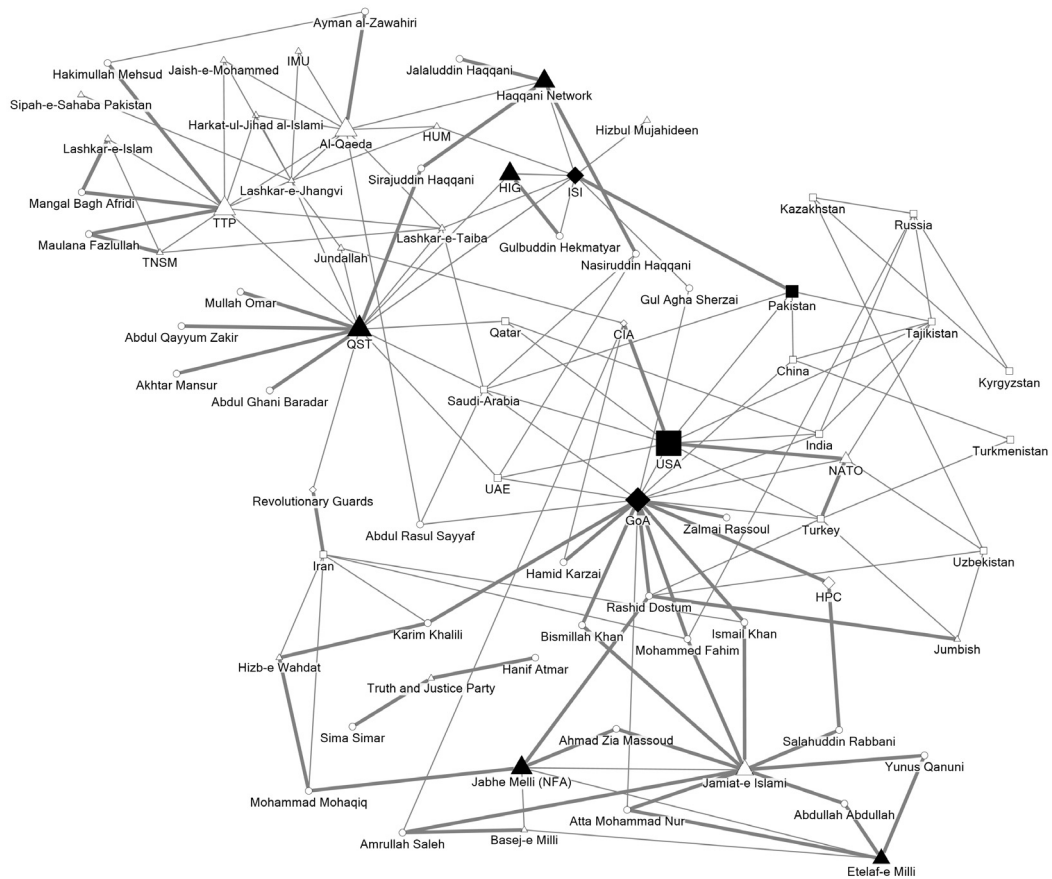 Ayman al-Zawahiri
IMU
Hakimullah Mehsud
Jaish-e-Mohammed
Jalaluddin Haqqani
Haqqani Network
Sipah-e-Sahaba Pakistan
Harkat-ul-Jihad al-Islami
Al-Qaeda
HUM
Hizbul Mujahideen
Lashkar-e-Islam
Lashkar-e-Jhangvi
Sirajuddin Haqqani
HIG
ISI
Mangal Bagh Afridi
TTP
Kazakhstan
Russia
Maulana Fazlullah
TNSM
Lashkar-e-Taiba
Gulbuddin Hekmatyar
Jundallah
Nasiruddin Haqqani
Mullah Omar
Gul Agha Sherzai
Pakistan
Abdul Qayyum Zakir
QST
Qatar
CIA
Tajikistan
China
Akhtar Mansur
Kyrgyzstan
Abdul Ghani Baradar
Saudi-Arabia
India
Turkmenistan
USA
NATO
UAE
Revolutionary Guards
GoA
Zalmai Rassoul
Turkey
Abdul Rasul Sayyaf
Uzbekistan
Iran
Hamid Karzai
HPC
Rashid Dostum
Karim Khalili
Bismillah Khan
Ismail Khan
Mohammed Fahim
Jumbish
Hizb-e Wahdat
Hanif Atmar
Truth and Justice Party
Sima Simar
Ahmad Zia Massoud
Salahuddin Rabbani
Yunus Qanuni
Jabhe Melli (NFA)
Jamiat-e Islami
Mohammad Mohaqiq
Abdullah Abdullah
Atta Mohammad Nur
Amrullah Saleh
Basej-e Milli
Etelaf-e Milli